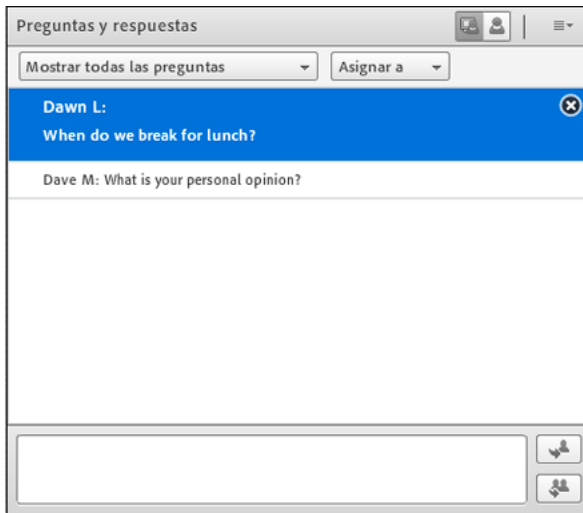 Preguntas y respuestas
Mostrar todas las preguntas
Asignar a
Dawn L:
When do we break for lunch?
Dave M: What is your personal opinion?